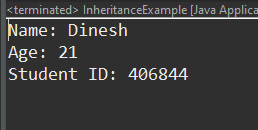 <terminated> InheritanceExample [Java Applica
Name: Dinesh
Age: 21
Student ID: 406844